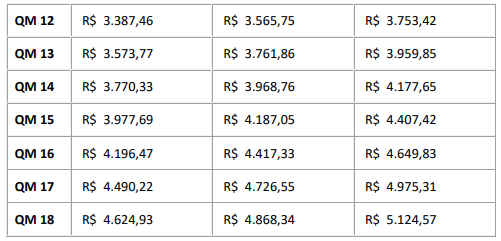 QM 12 R$ 3.387,46 R$ 3.565,75 R$ 3.753,42
QM 13 R$ 3.573,77 R$ 3.761,86 R$ 3.959,85
QM 14 R$ 3.770,33 R$ 3.968,76 R$ 4.177,65
QM 15 R$ 3.977,69 R$ 4.187,05 R$ 4.407,42
QM 16 R$ 4.196,47 R$ 4.417,33 R$ 4.649,83
QM 17 R$ 4.490,22 R$ 4.726,55 R$ 4.975,31
QM 18 R$ 4.624,93 R$ 4.868,34 R$ 5.124,57